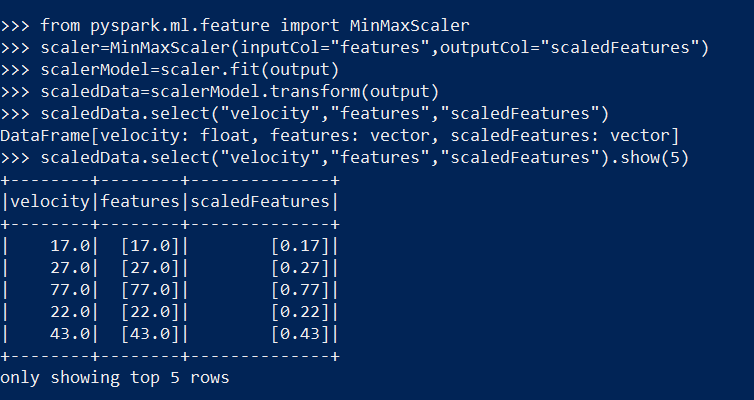 >>> from pyspark.ml.feature import MinMaxScaler
>>> scaler=MinMaxScaler(inputCol="features",outputCol="scaledFeatures")
>>> scalerModel=scaler.fit(output)
>>> scaledData=scalerModel.transform(output)
>>> scaledData.select("velocity","features","scaledFeatures")
DataFrame[velocity: float, features: vector, scaledFeatures: vector]
>>> scaledData.select("velocity","features","scaledFeatures").show(5)
+--------+--------+--------------+
|velocity|features|scaledFeatures|
+--------+--------+--------------+
|    17.0|  [17.0]|        [0.17]|
|    27.0|  [27.0]|        [0.27]|
|    77.0|  [77.0]|        [0.77]|
|    22.0|  [22.0]|        [0.22]|
|    43.0|  [43.0]|        [0.43]|
+--------+--------+--------------+
only showing top 5 rows